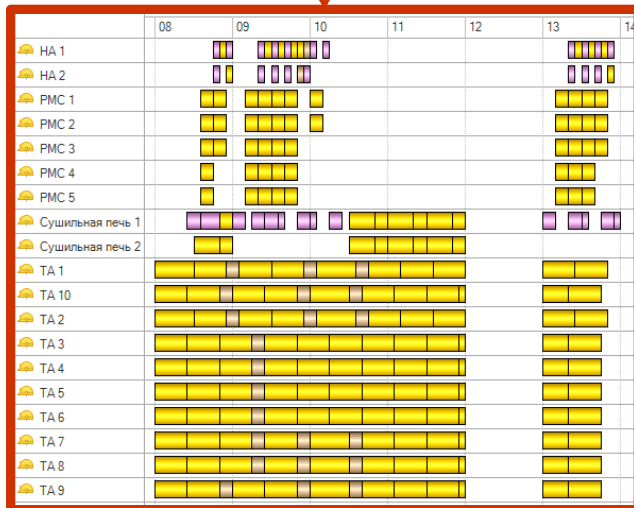 08 09 10 11 12 13 14
НА 1
НА 2
РМС 1
РМС 2
РМС 3
РМС 4
РМС 5
Сушильная печь 1
Сушильная печь 2
ТА 1
ТА 10
ТА 2
ТА 3
ТА 4
ТА 5
ТА 6
ТА 7
ТА 8
ТА 9